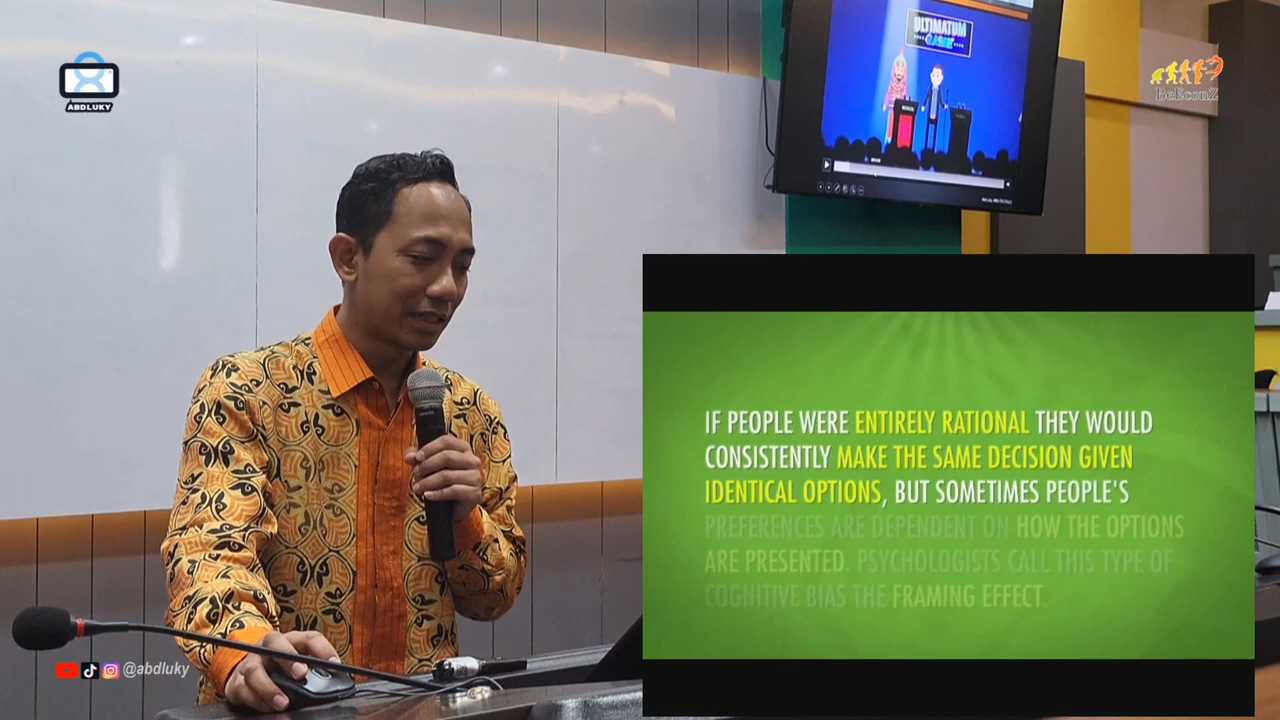 ABDLUKY
ULTIMATUM
GAME
BeEconZ
IF PEOPLE WERE ENTIRELY RATIONAL THEY WOULD
CONSISTENTLY MAKE THE SAME DECISION GIVEN
IDENTICAL OPTIONS, BUT SOMETIMES PEOPLE'S
PREFERENCES ARE DEPENDENT ON HOW THE OPTIONS
ARE PRESENTED. PSYCHOLOGISTS CALL THIS TYPE OF
COGNITIVE BIAS THE FRAMING EFFECT.
@abdluky